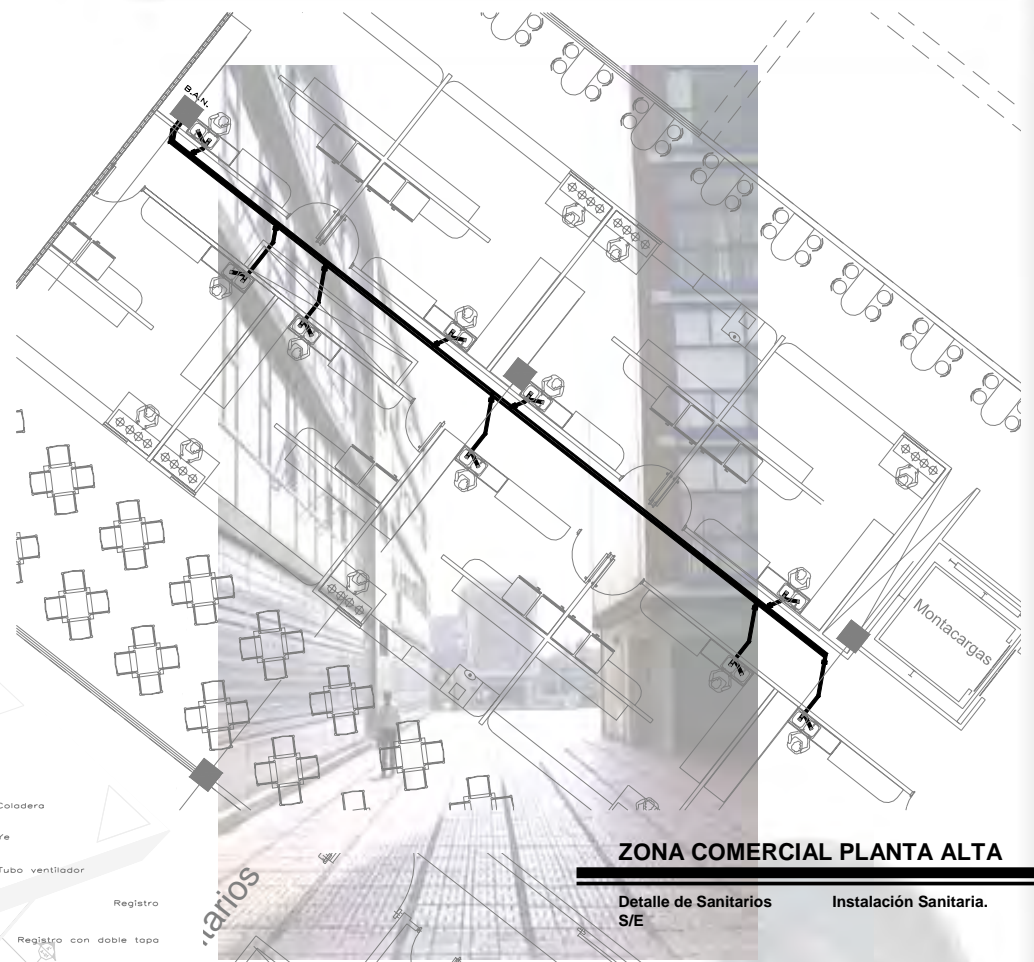 B.A.N.
Montacargas
Coladera
Ye
Tubo ventilador
Registro
Registro con doble tapa
tarios
ZONA COMERCIAL PLANTA ALTA
Detalle de Sanitarios Instalación Sanitaria.
S/E